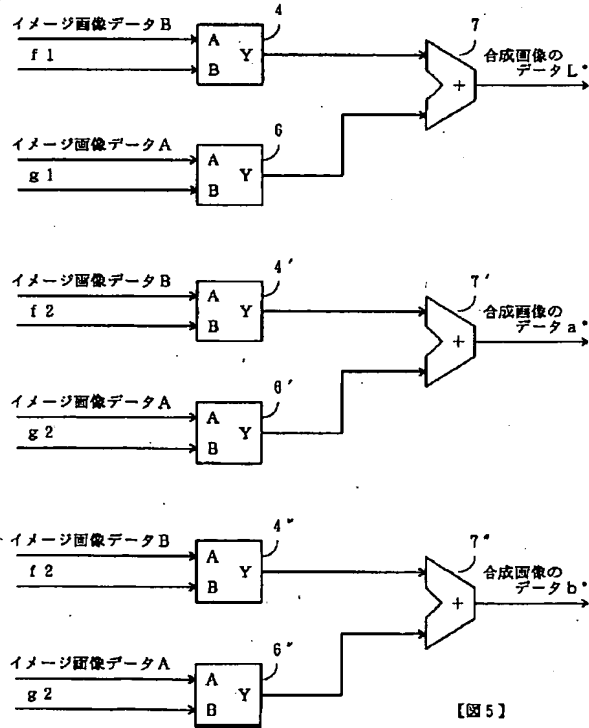 イメージ画像データB
f 1
A
B
Y
4
7
合成画像の
データL*
+
イメージ画像データA
g 1
A
B
Y
6
イメージ画像データB
f 2
A
B
Y
4′
7′
合成画像の
データa*
+
イメージ画像データA
g 2
A
B
Y
6′
イメージ画像データB
f 2
A
B
Y
4″
7″
合成画像の
データb*
+
イメージ画像データA
g 2
A
B
Y
6″
【図5】